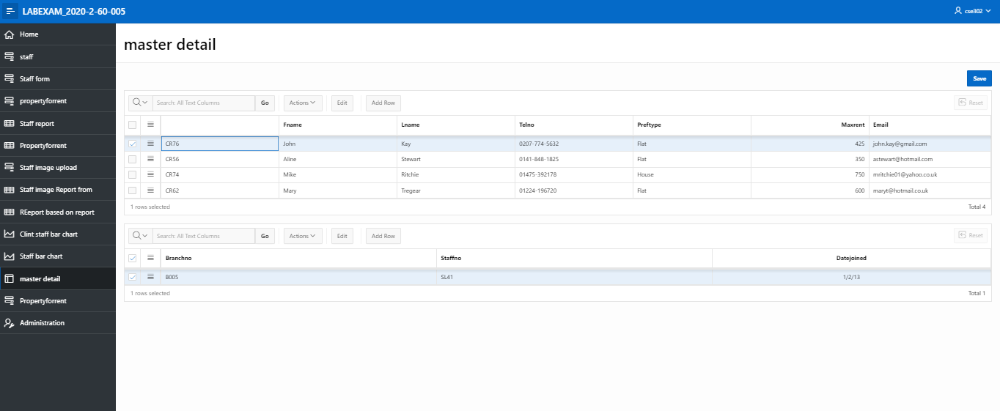 LABEXAM_2020-2-60-005
cse302
Home
staff
Staff form
propertyforrent
Staff report
Propertyforrent
Staff image upload
Staff image Report from
REeport based on report
Clint staff bar chart
Staff bar chart
master detail
Propertyforrent
Administration
master detail
Save
Search: All Text Columns Go Actions Edit Add Row Reset
Fname Lname Telno Preftype Maxrent Email
CR76 John Kay 0207-774-5632 Flat 425 john.kay@gmail.com
CR56 Aline Stewart 0141-848-1825 Flat 350 astewart@hotmail.com
CR74 Mike Ritchie 01475-392178 House 750 mritchie01@yahoo.co.uk
CR62 Mary Tregear 01224-196720 Flat 600 maryt@hotmail.co.uk
1 rows selected Total 4
Search: All Text Columns Go Actions Edit Add Row Reset
Branchno Staffno Datejoined
B005 SL41 1/2/13
1 rows selected Total 1